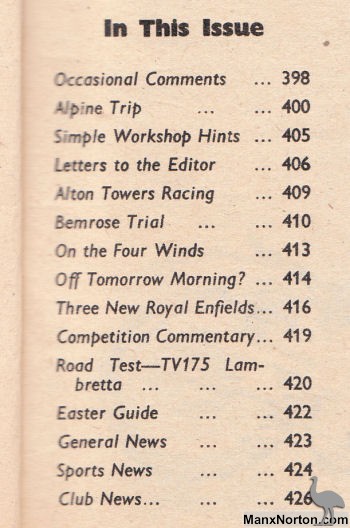 In This Issue
Occasional Comments ... 398
Alpine Trip ... ... 400
Simple Workshop Hints ... 405
Letters to the Editor ... 406
Alton Towers Racing ... 409
Bemrose Trial ... ... 410
On the Four Winds ... 413
Off Tomorrow Morning? ... 414
Three New Royal Enfields... 416
Competition Commentary... 419
Road Test—TV175 Lam-
bretta ... ... ... 420
Easter Guide ... ... 422
General News ... ... 423
Sports News ... ... 424
Club News... ... ... 426
ManxNorton.com